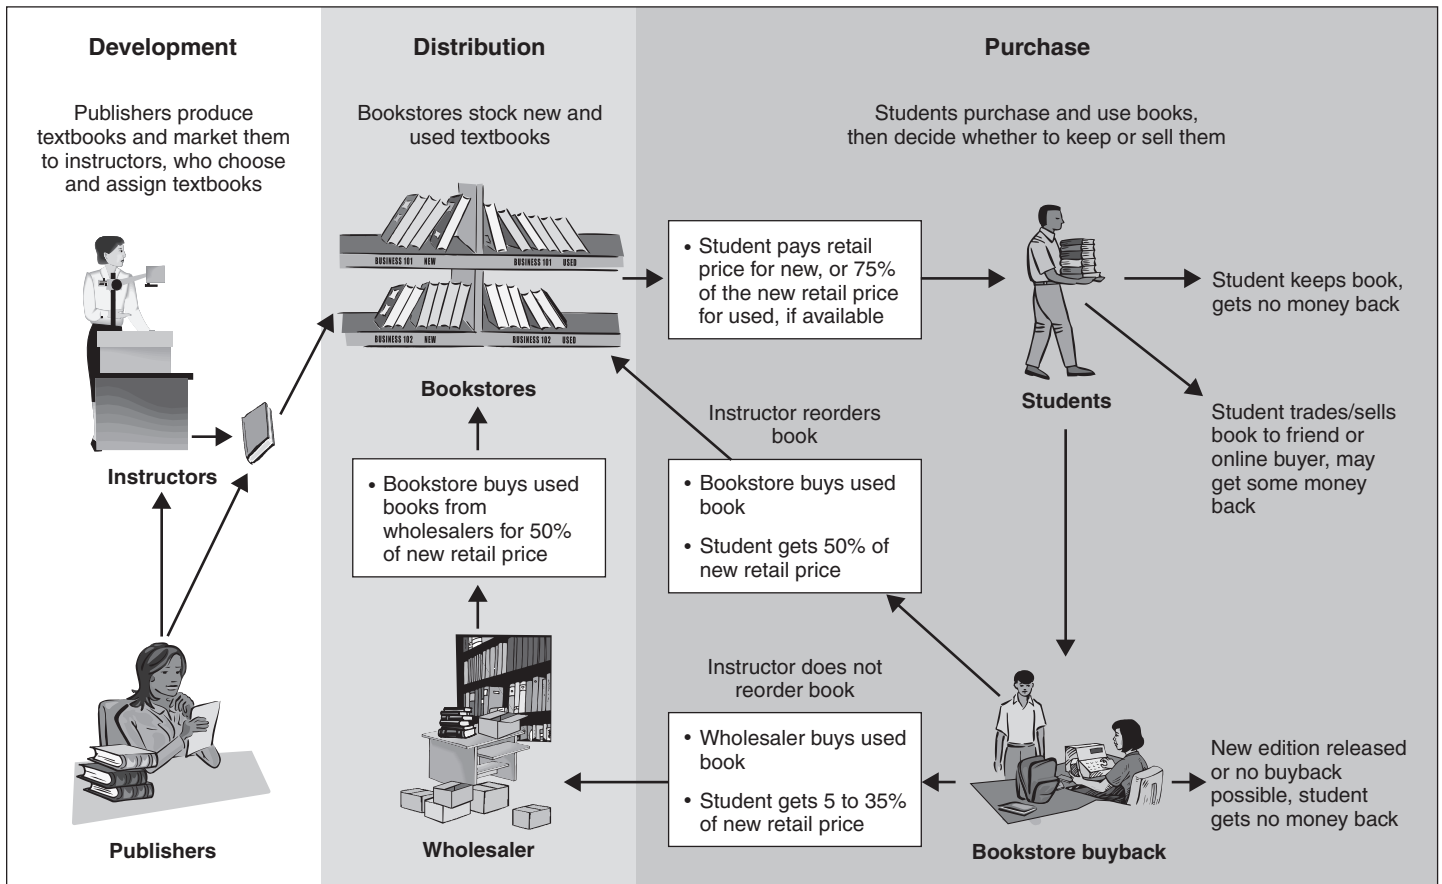 Development
Publishers produce
textbooks and market them
to instructors, who choose
and assign textbooks
Instructors
Publishers
Distribution
Bookstores stock new and
used textbooks
BUSINESS 101 NEW BUSINESS 101 USED
BUSINESS 102 NEW BUSINESS 102 USED
Bookstores
• Bookstore buys used
books from
wholesalers for 50%
of new retail price
Wholesaler
Purchase
Students purchase and use books,
then decide whether to keep or sell them
• Student pays retail
price for new, or 75%
of the new retail price
for used, if available
Students
Student keeps book,
gets no money back
Student trades/sells
book to friend or
online buyer, may
get some money
back
Instructor reorders
book
• Bookstore buys used
book
• Student gets 50% of
new retail price
Instructor does not
reorder book
• Wholesaler buys used
book
• Student gets 5 to 35%
of new retail price
Bookstore buyback
New edition released
or no buyback
possible, student
gets no money back